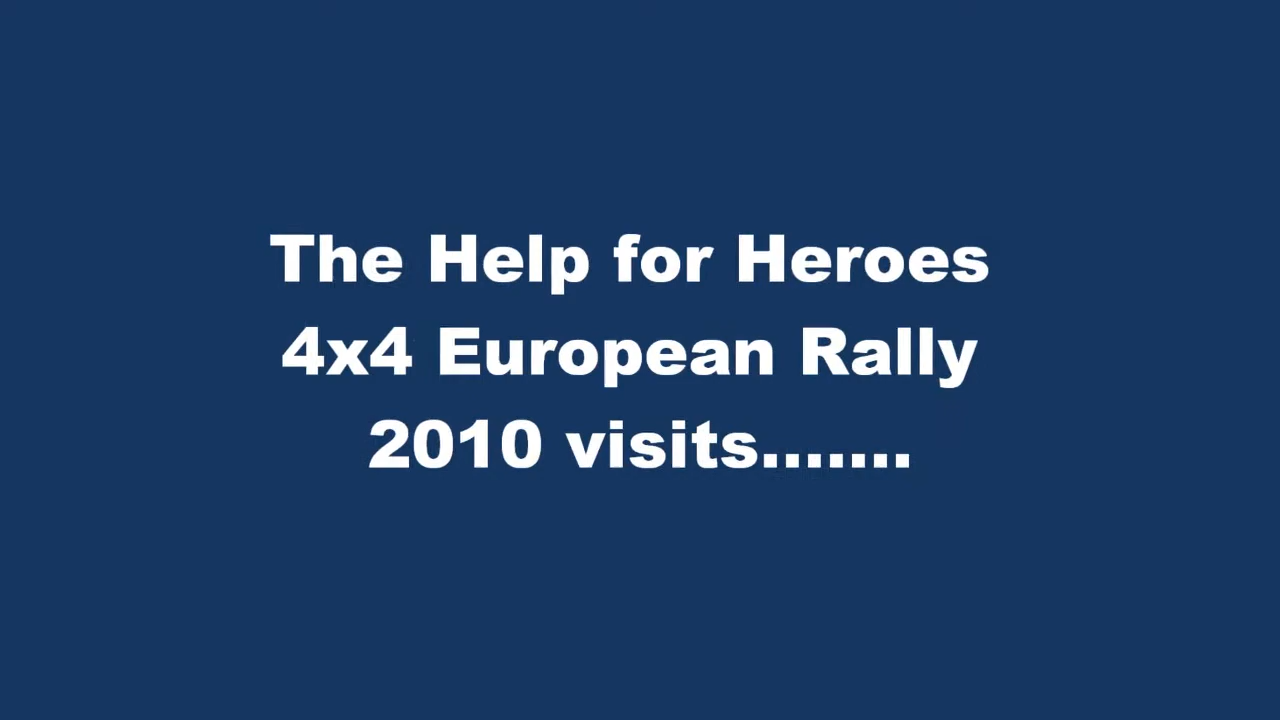 The Help for Heroes
4x4 European Rally
2010 visits.......